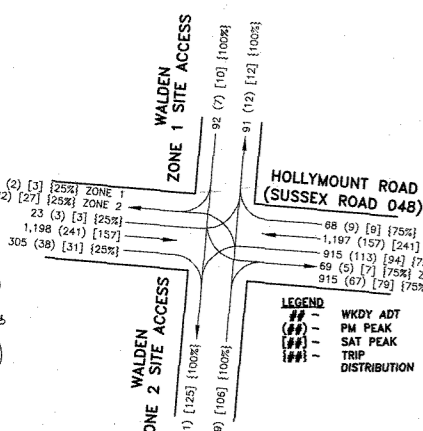 WALDEN
ZONE 1 SITE ACCESS
92 (7) [10] {100%}
91 (12) [12] {100%}
HOLLYMOUNT ROAD
(SUSSEX ROAD 048)
(2) [3] {25%} ZONE 1
[27] {25%} ZONE 2
23 (3) [3] {25%}
1,198 (241) [157]
305 (38) [31] {25%}
68 (9) [9] {75%}
1,197 (157) [241]
915 (113) [94]
69 (5) [7] {75%}
915 (67) [79] {75%
WALDEN
ZONE 2 SITE ACCESS
[125] {100%}
[106] {100%}
LEGEND
## - WKDY ADT
(##) - PM PEAK
[##] - SAT PEAK
{##} - TRIP
DISTRIBUTION